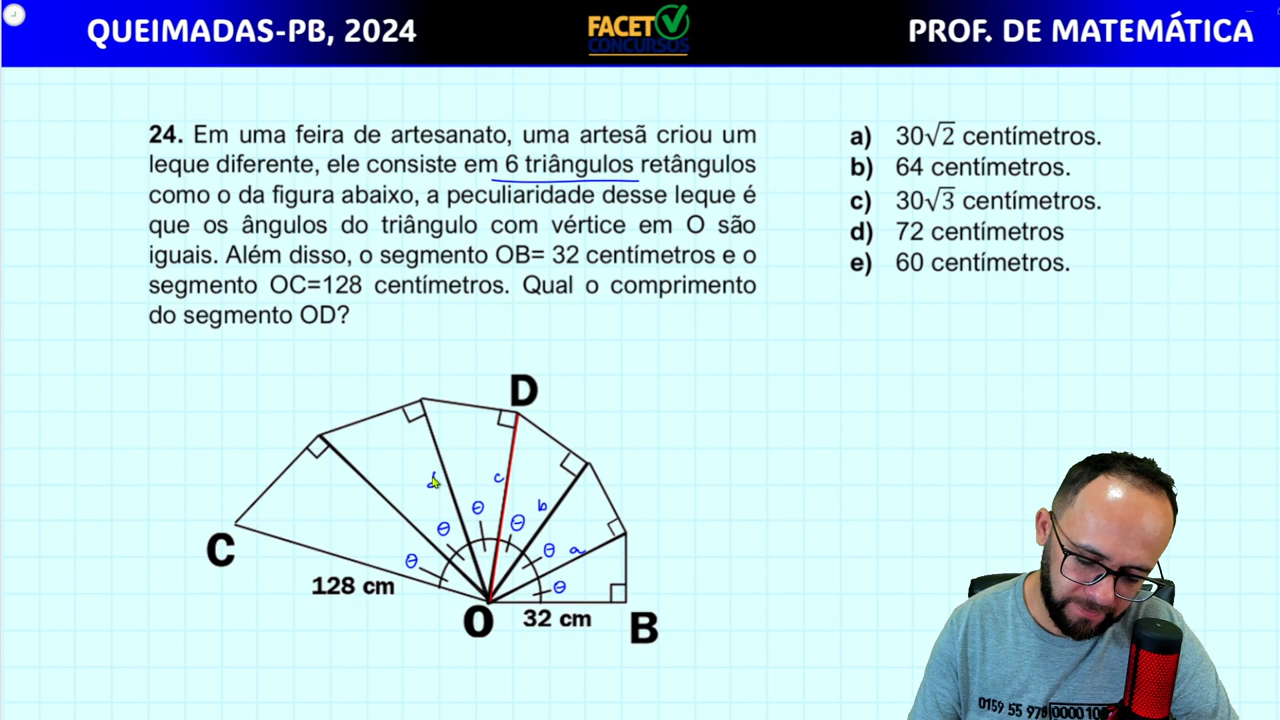 QUEIMADAS-PB, 2024
FACET
CONCURSOS
PROF. DE MATEMÁTICA
24. Em uma feira de artesanato, uma artesã criou um
leque diferente, ele consiste em 6 triângulos retângulos
como o da figura abaixo, a peculiaridade desse leque é
que os ângulos do triângulo com vértice em O são
iguais. Além disso, o segmento OB= 32 centímetros e o
segmento OC=128 centímetros. Qual o comprimento
do segmento OD?
a) 30√2 centímetros.
b) 64 centímetros.
c) 30√3 centímetros.
d) 72 centímetros
e) 60 centímetros.
D
c
b
θ
θ
θ
θ
a
θ
θ
C
128 cm
O
32 cm
B
0159 55 978